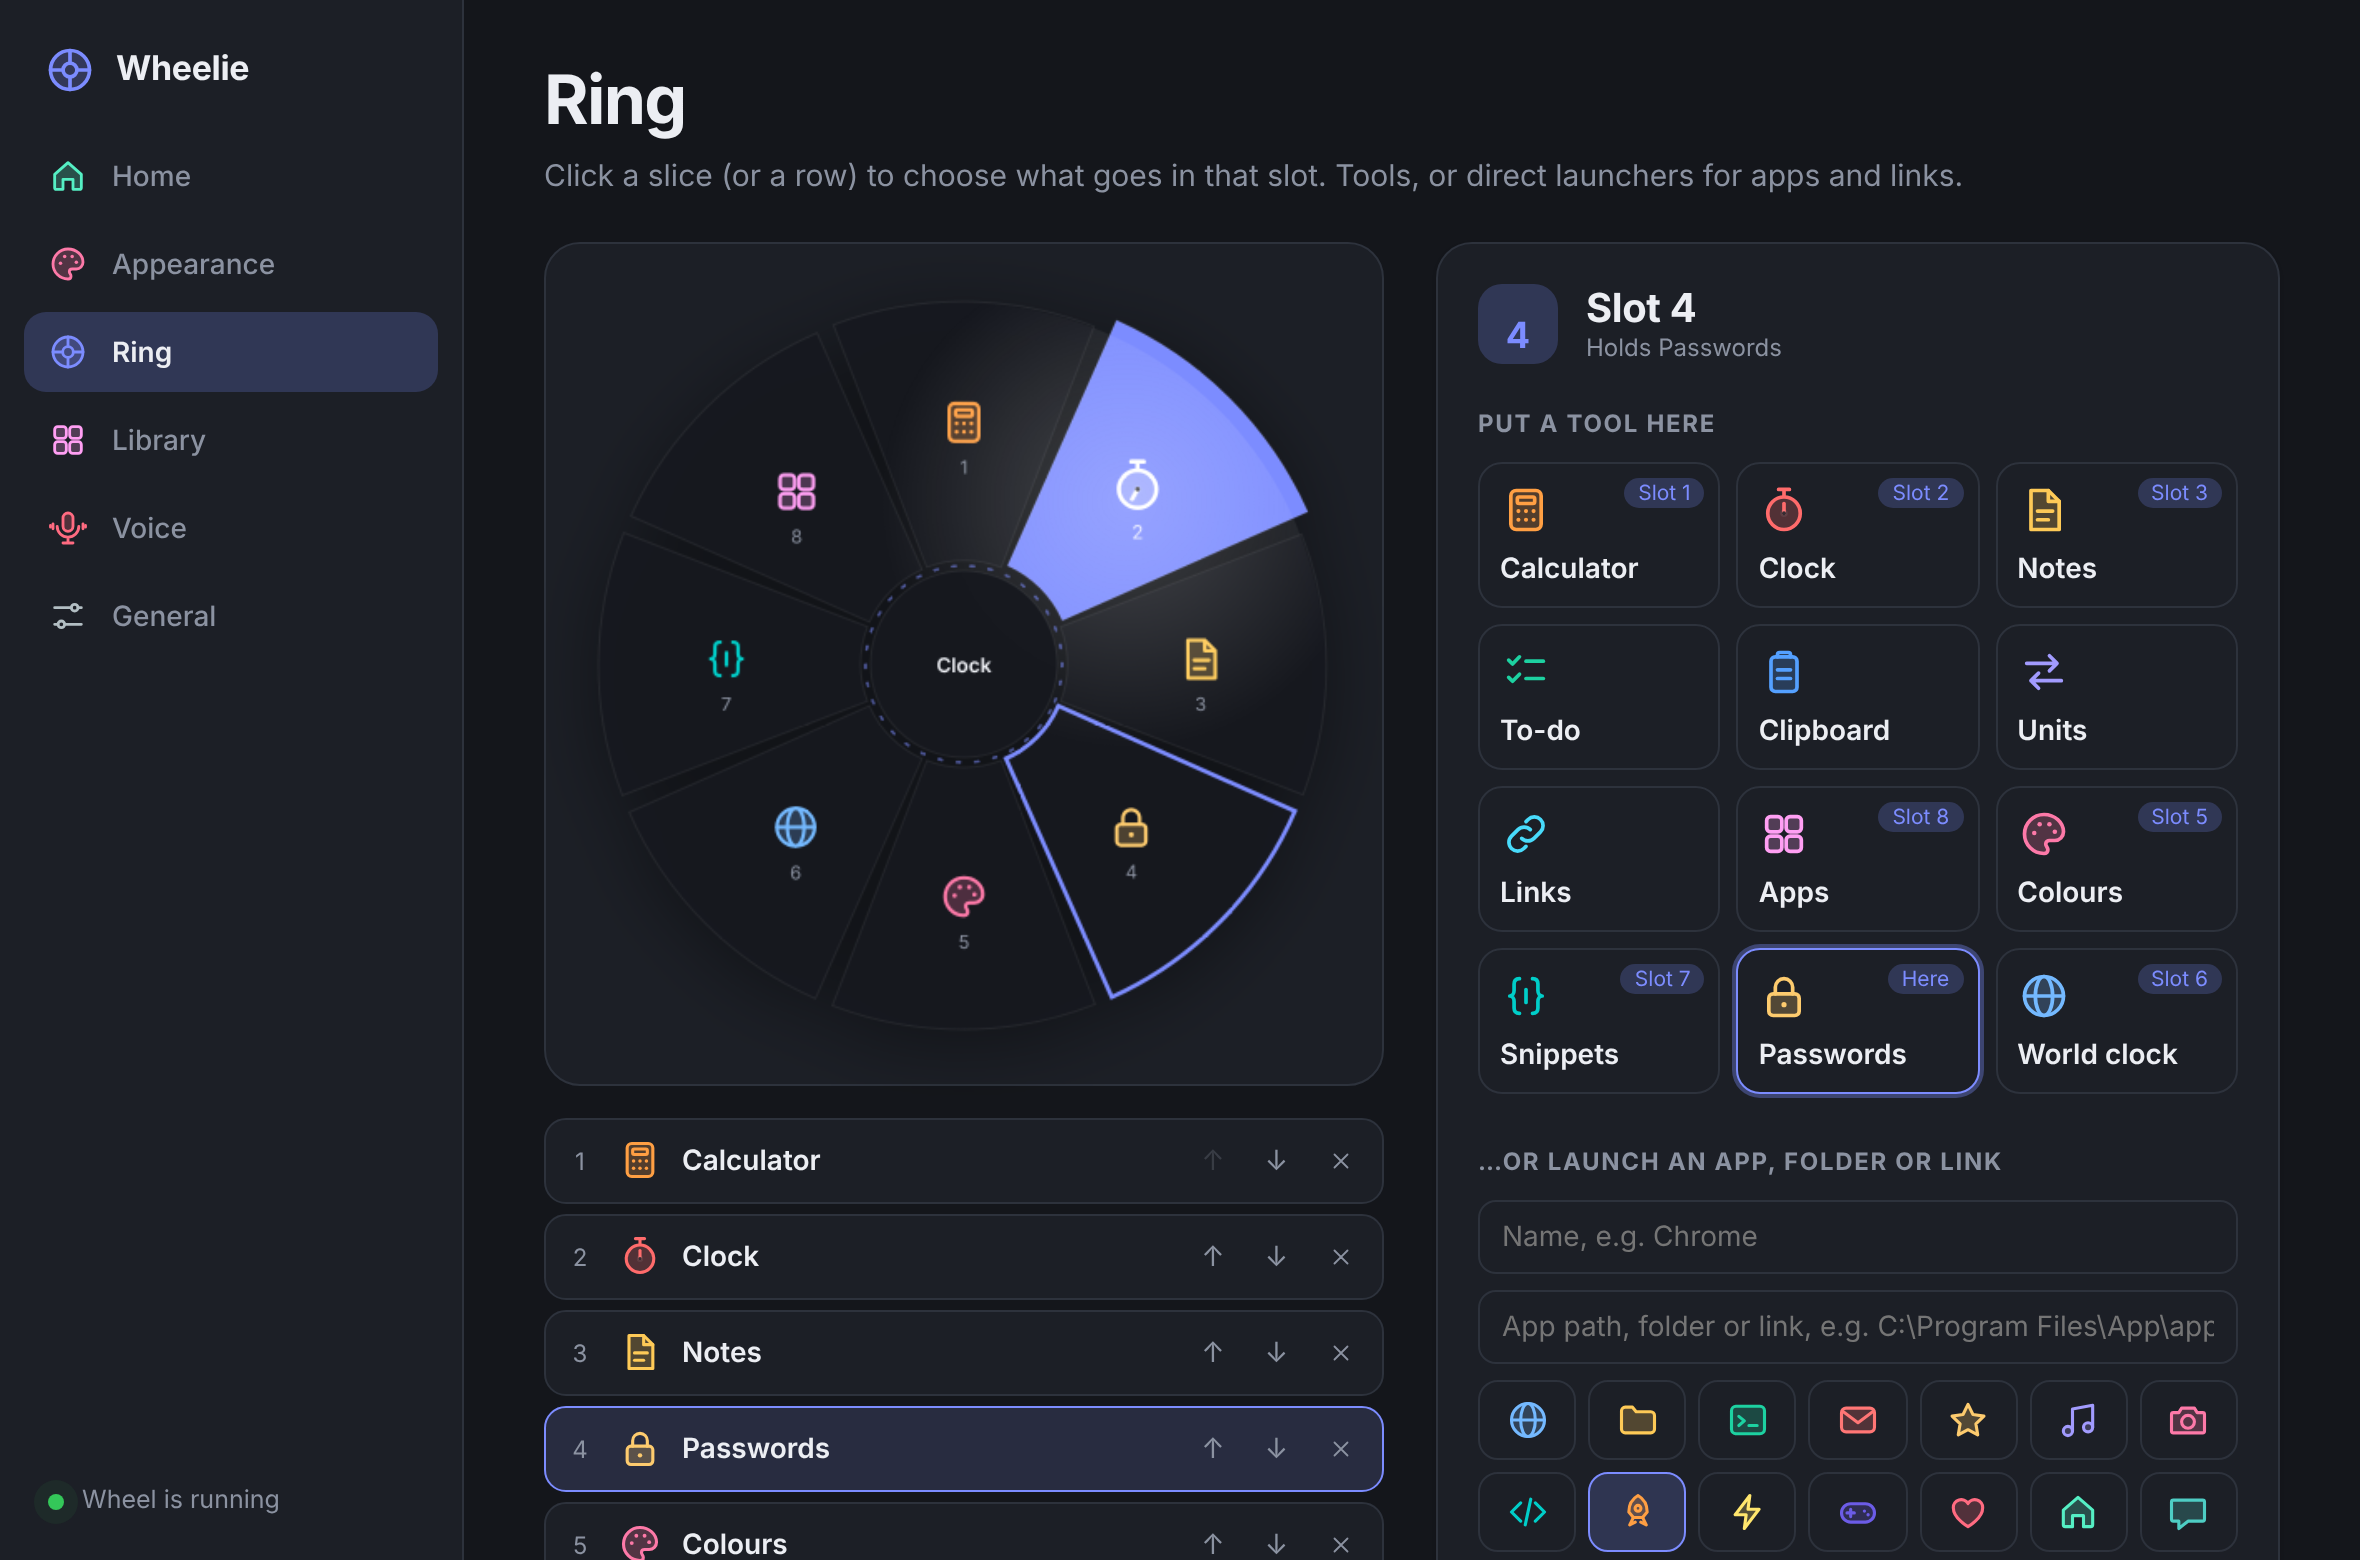 Wheelie
Home
Appearance
Ring
Library
Voice
General
Wheel is running
Ring
Click a slice (or a row) to choose what goes in that slot. Tools, or direct launchers for apps and links.
1
2
3
4
5
6
7
8
Clock
1 Calculator
2 Clock
3 Notes
4 Passwords
5 Colours
4
Slot 4
Holds Passwords
PUT A TOOL HERE
Slot 1
Calculator
Slot 2
Clock
Slot 3
Notes
To-do
Clipboard
Units
Links
Slot 8
Apps
Slot 5
Colours
Slot 7
Snippets
Here
Passwords
Slot 6
World clock
...OR LAUNCH AN APP, FOLDER OR LINK
Name, e.g. Chrome
App path, folder or link, e.g. C:\Program Files\App\app